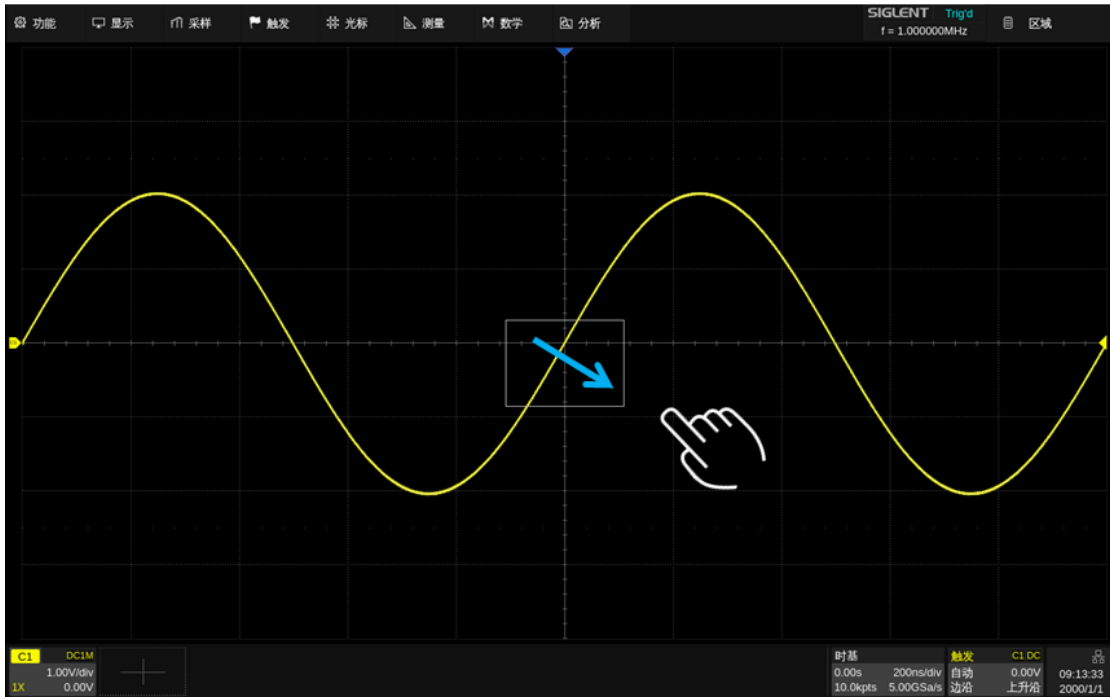 功能 显示 采样 触发 光标 测量 数学 分析
SIGLENT Trig'd
f = 1.000000MHz
区域
C1 DC1M
1.00V/div
1X 0.00V
时基
0.00s 200ns/div
10.0kpts 5.00GSa/s
触发 C1 DC
自动 0.00V
边沿 上升沿
09:13:33
2000/1/1